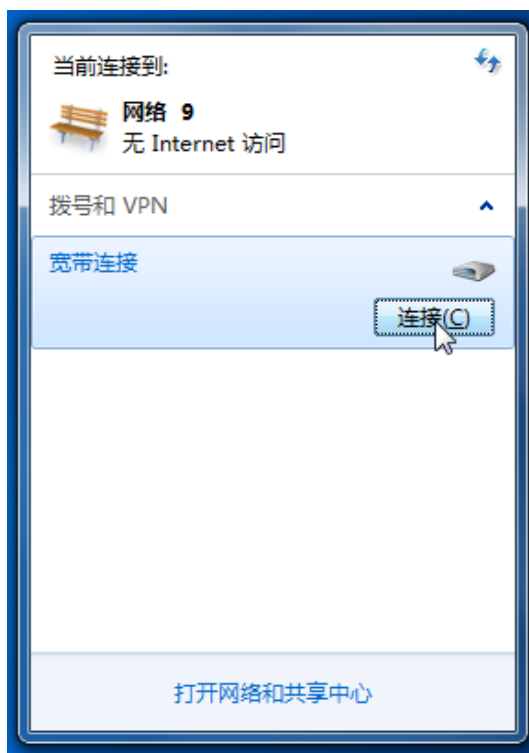 当前连接到:
网络 9
无 Internet 访问
拨号和 VPN
宽带连接
连接(C)
打开网络和共享中心